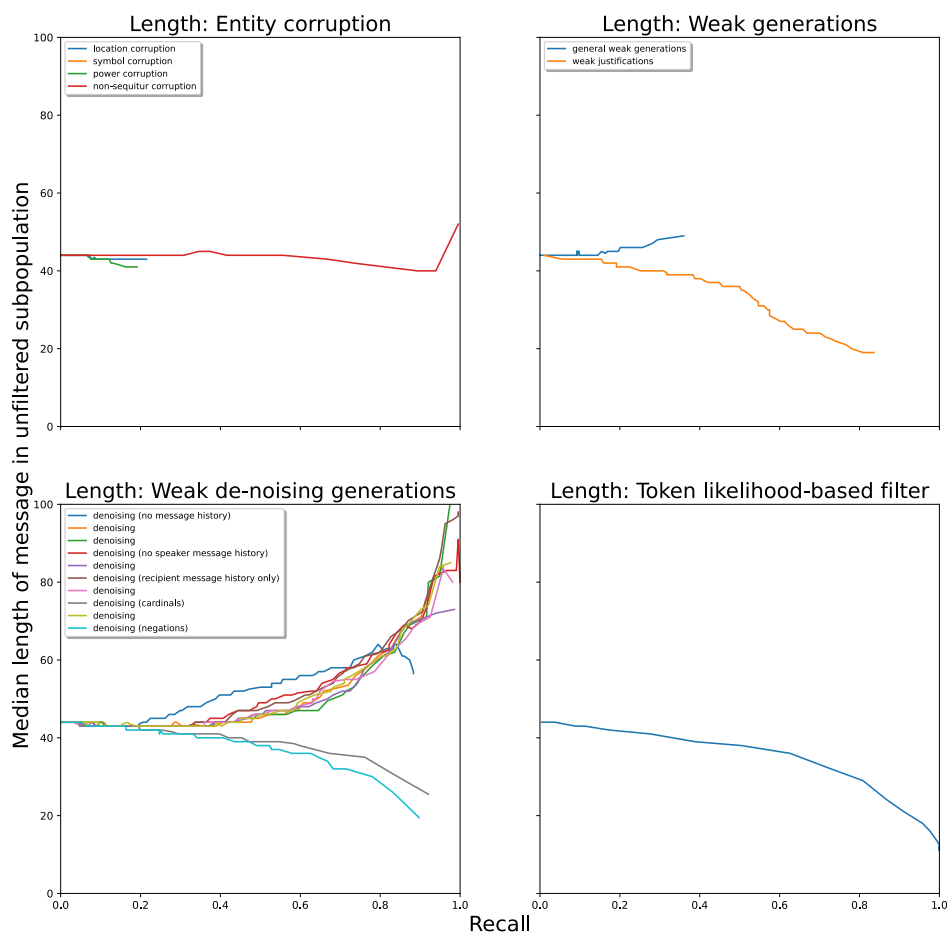 Length: Entity corruption
100
80
60
40
20
0
location corruption
symbol corruption
power corruption
non-sequitur corruption
Length: Weak generations
general weak generations
weak justifications
Median length of message in unfiltered subpopulation
Length: Weak de-noising generations
100
80
60
40
20
0
denoising (no message history)
denoising
denoising
denoising (no speaker message history)
denoising
denoising (recipient message history only)
denoising
denoising (cardinals)
denoising
denoising (negations)
0.0 0.2 0.4 0.6 0.8 1.0
Length: Token likelihood-based filter
0.0 0.2 0.4 0.6 0.8 1.0
Recall